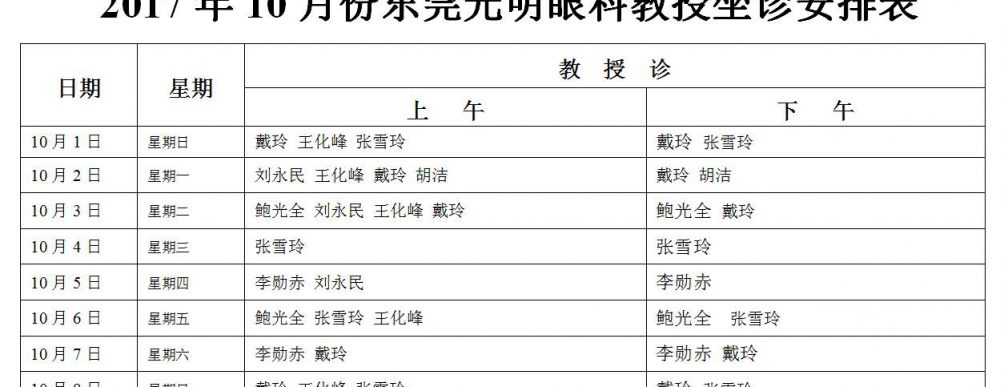 2017 年 10 月份东莞光明眼科教授坐诊安排表
日期 星期 教 授 诊
上 午 下 午
10 月 1 日 星期日 戴玲 王化峰 张雪玲 戴玲 张雪玲
10 月 2 日 星期一 刘永民 王化峰 戴玲 胡洁 戴玲 胡洁
10 月 3 日 星期二 鲍光全 刘永民 王化峰 戴玲 鲍光全 戴玲
10 月 4 日 星期三 张雪玲 张雪玲
10 月 5 日 星期四 李勋赤 刘永民 李勋赤
10 月 6 日 星期五 鲍光全 张雪玲 王化峰 鲍光全 张雪玲
10 月 7 日 星期六 李勋赤 戴玲 李勋赤 戴玲
10 月 8 日 星期日 戴玲 王化峰 张雪玲 戴玲 张雪玲